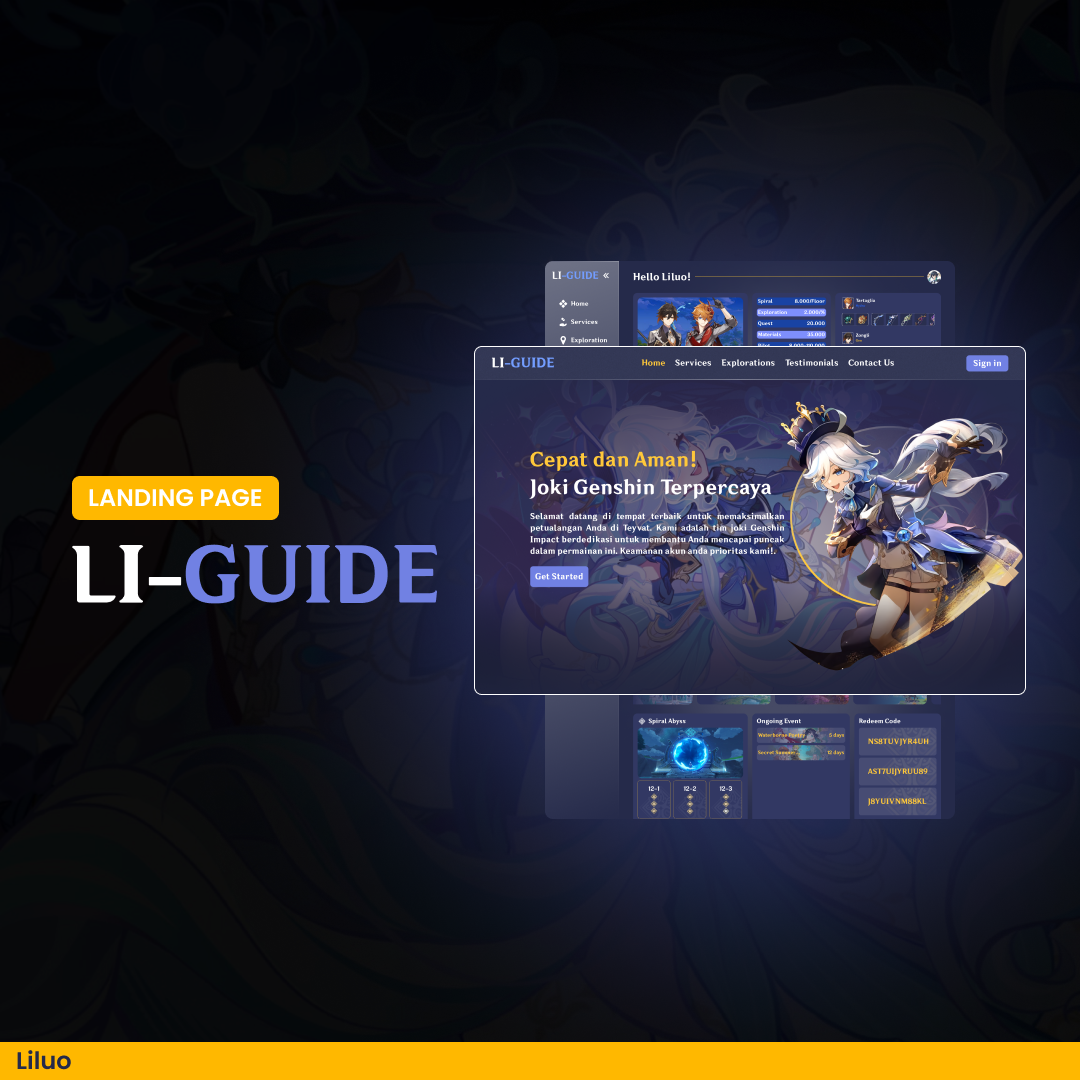 LI-GUIDE
Hello Liluo!
Home
Services
Exploration
Spiral 8.000/Floor
Exploration 2.000/%
Quest 20.000
Materials 35.000
Tartaglia
Zongli
LI-GUIDE
Home Services Explorations Testimonials Contact Us
Sign in
Cepat dan Aman!
Joki Genshin Terpercaya
Selamat datang di tempat terbaik untuk memaksimalkan
petualangan Anda di Teyvat. Kami adalah tim joki Genshin
Impact berdedikasi untuk membantu Anda mencapai puncak
dalam permainan ini. Keamanan akun anda prioritas kami!.
Get Started
LANDING PAGE
LI-GUIDE
Spiral Abyss
12-1 12-2 12-3
Ongoing Event
Waterborne 5 days
Secret Summer... 12 days
Redeem Code
NS8TUVJYR4UH
AST7UIJYRUU89
J8YUIVNM88KL
Liluo